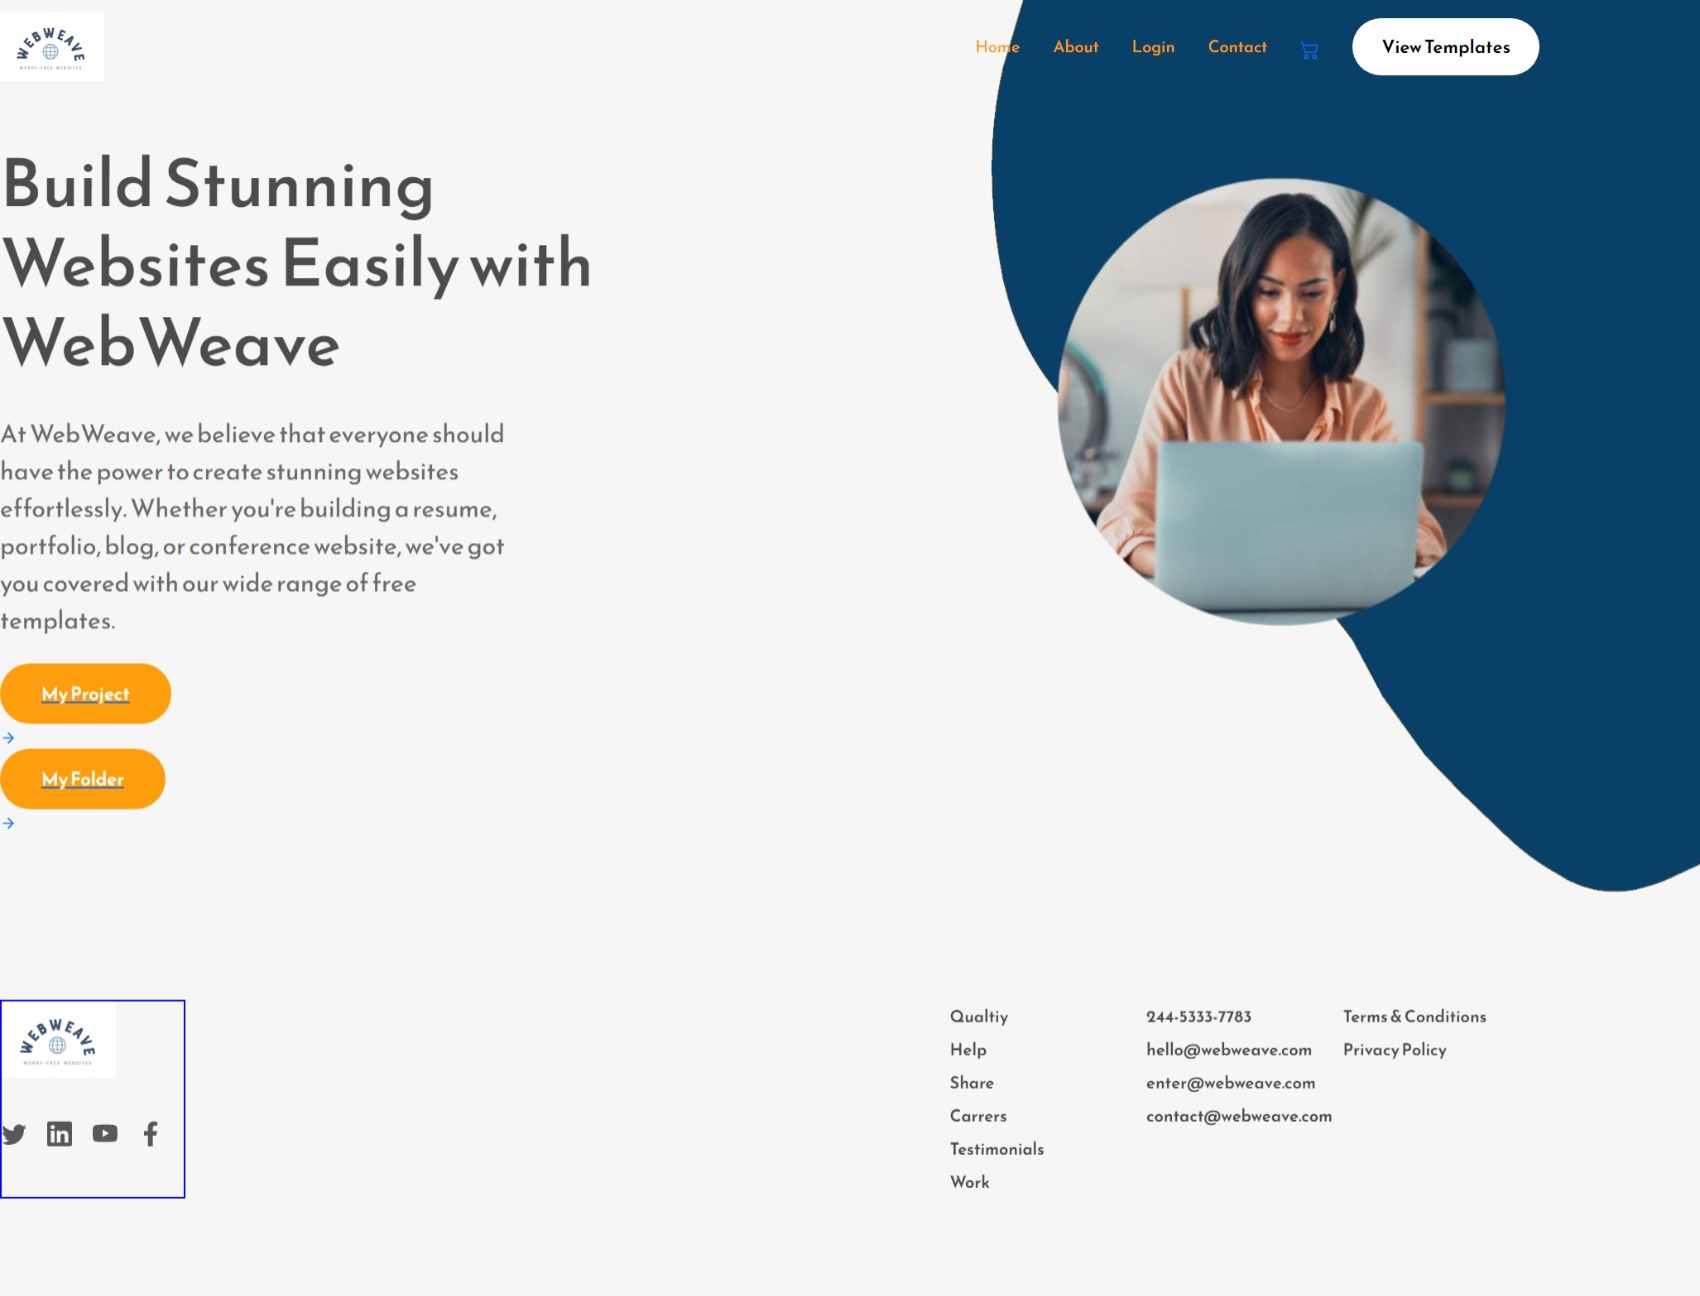 WEBWEAVE
WORRY-FREE WEBSITES
Home About Login Contact View Templates
Build Stunning
Websites Easily with
WebWeave
At WebWeave, we believe that everyone should
have the power to create stunning websites
effortlessly. Whether you're building a resume,
portfolio, blog, or conference website, we've got
you covered with our wide range of free
templates.
My Project
My Folder
WEBWEAVE
WORRY-FREE WEBSITES
Qualtiy
Help
Share
Carrers
Testimonials
Work
244-5333-7783
hello@webweave.com
enter@webweave.com
contact@webweave.com
Terms & Conditions
Privacy Policy